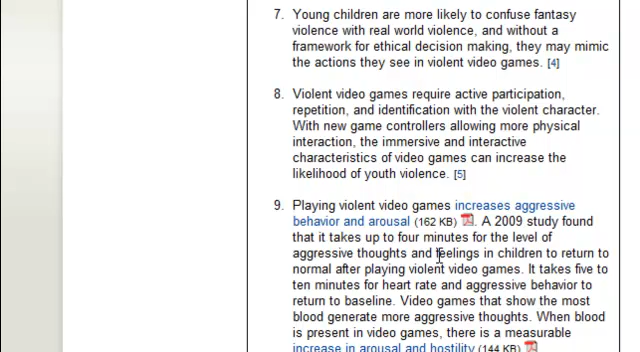 7. Young children are more likely to confuse fantasy
violence with real world violence, and without a
framework for ethical decision making, they may mimic
the actions they see in violent video games. [4]
8. Violent video games require active participation,
repetition, and identification with the violent character.
With new game controllers allowing more physical
interaction, the immersive and interactive
characteristics of video games can increase the
likelihood of youth violence. [5]
9. Playing violent video games increases aggressive
behavior and arousal (162 KB) . A 2009 study found
that it takes up to four minutes for the level of
aggressive thoughts and feelings in children to return to
normal after playing violent video games. It takes five to
ten minutes for heart rate and aggressive behavior to
return to baseline. Video games that show the most
blood generate more aggressive thoughts. When blood
is present in video games, there is a measurable
increase in arousal and hostility (144 KB)